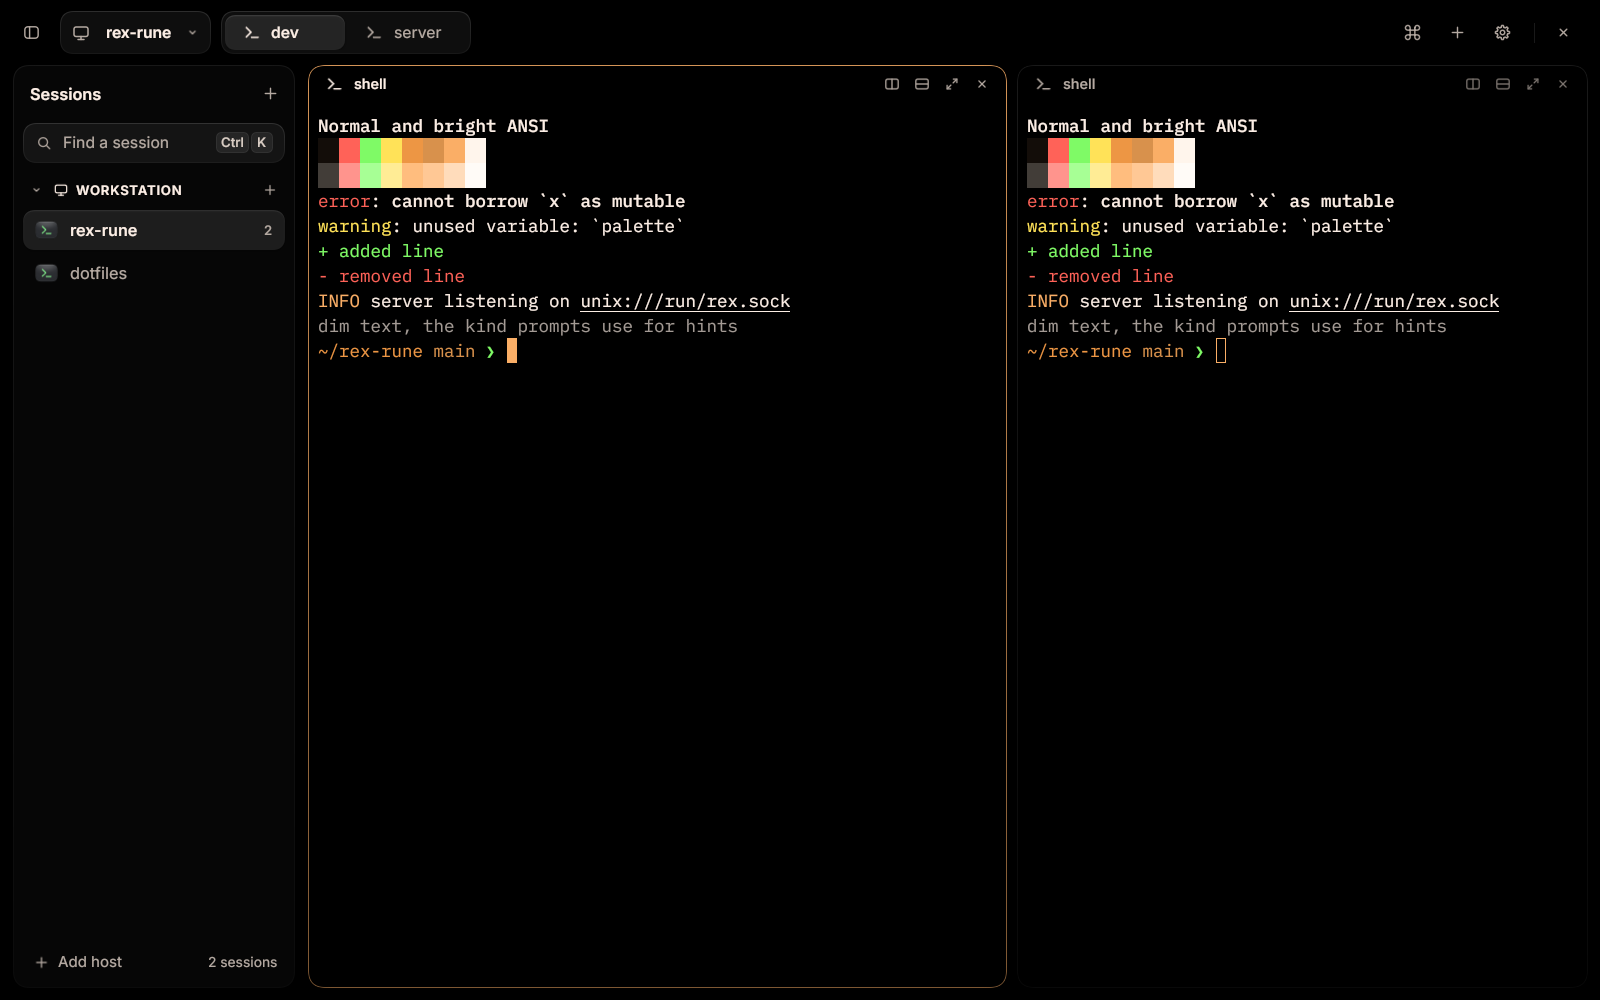 rex-rune
dev
server
Sessions
Find a session
Ctrl K
WORKSTATION
rex-rune 2
dotfiles
Add host
2 sessions
shell
Normal and bright ANSI
error: cannot borrow `x` as mutable
warning: unused variable: `palette`
+ added line
- removed line
INFO server listening on unix:///run/rex.sock
dim text, the kind prompts use for hints
~/rex-rune main ❯
shell
Normal and bright ANSI
error: cannot borrow `x` as mutable
warning: unused variable: `palette`
+ added line
- removed line
INFO server listening on unix:///run/rex.sock
dim text, the kind prompts use for hints
~/rex-rune main ❯